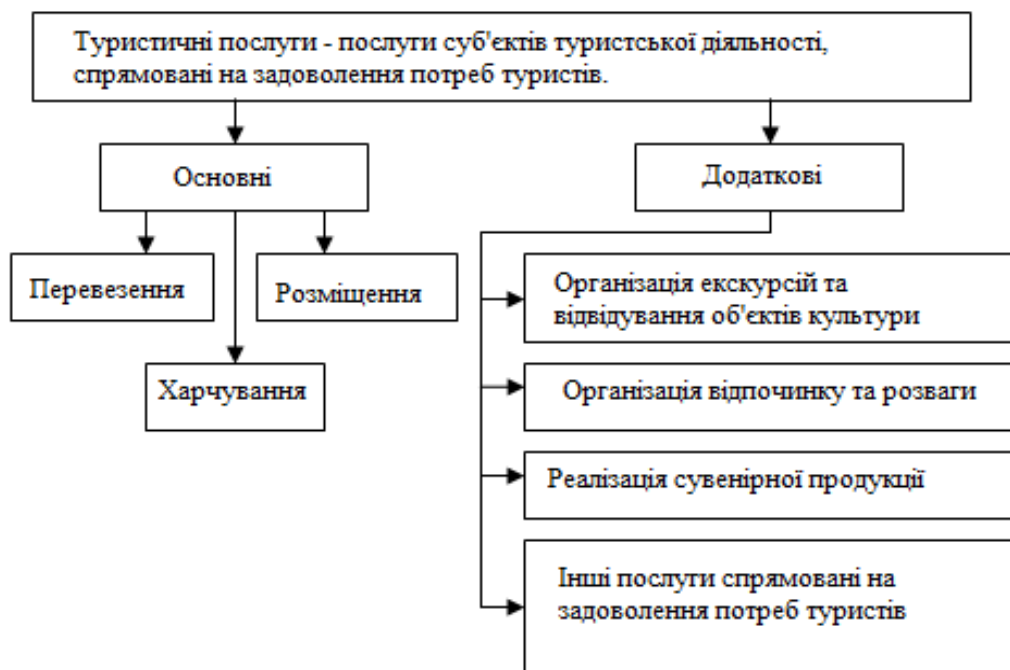 Туристичні послуги - послуги суб'єктів туристської діяльності,
спрямовані на задоволення потреб туристів.
Основні
Додаткові
Перевезення
Розміщення
Харчування
Організація екскурсій та
відвідування об'єктів культури
Організація відпочинку та розваги
Реалізація сувенірної продукції
Інші послуги спрямовані на
задоволення потреб туристів